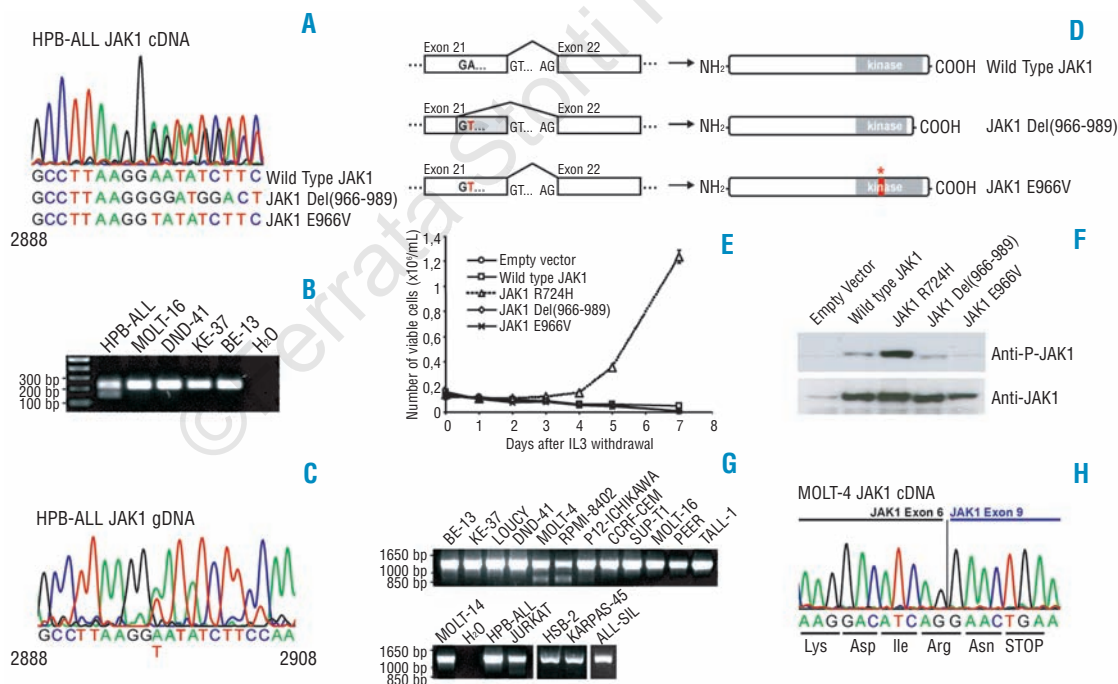 A
HPB-ALL JAK1 cDNA
GCCTTAAGGAATATCTTC Wild Type JAK1
GCCTTAAGGGGATGGACT JAK1 Del(966-989)
GCCTTAAGGTATATCTTC JAK1 E966V
2888
B
HPB-ALL
MOLT-16
DND-41
KE-37
BE-13
H2O
300 bp
200 bp
100 bp
C
HPB-ALL JAK1 gDNA
GCCTTAAGGAATATCTTCCAA
T
2888 2908
D
Exon 21 Exon 22
... GA... GT... AG ... NH2- kinase -COOH Wild Type JAK1
Exon 21 Exon 22
... GT... GT... AG ... NH2- kinase -COOH JAK1 Del(966-989)
Exon 21 Exon 22
*
... GT... GT... AG ... NH2- kinase -COOH JAK1 E966V
E
Number of viable cells (x10⁶/mL)
1,4
1,2
1
0,8
0,6
0,4
0,2
0
Empty vector
Wild type JAK1
JAK1 R724H
JAK1 Del(966-989)
JAK1 E966V
0 1 2 3 4 5 6 7 8
Days after IL3 withdrawal
F
Empty Vector
Wild type JAK1
JAK1 R724H
JAK1 Del(966-989)
JAK1 E966V
Anti-P-JAK1
Anti-JAK1
G
BE-13
KE-37
LOUCY
DND-41
MOLT-4
RPMI-8402
P12-ICHIKAWA
CCRF-CEM
SUP-T1
MOLT-16
PEER
TALL-1
1650 bp
1000 bp
850 bp
MOLT-14
H2O
HPB-ALL
JURKAT
HSB-2
KARPAS-45
ALL-SIL
1650 bp
1000 bp
850 bp
H
MOLT-4 JAK1 cDNA
JAK1 Exon 6 JAK1 Exon 9
AAGGACATCAGGAACTGAA
Lys Asp Ile Arg Asn STOP
© Ferrata Storti